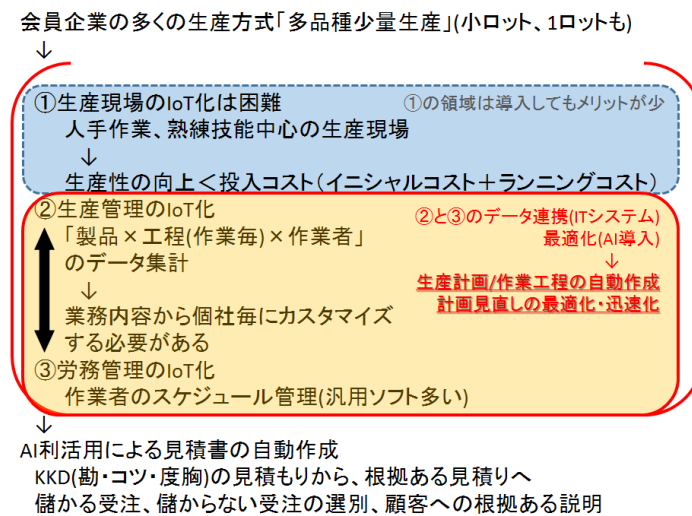 会員企業の多くの生産方式「多品種少量生産」(小ロット、1ロットも)
↓
①生産現場のIoT化は困難
①の領域は導入してもメリットが少
人手作業、熟練技能中心の生産現場
↓
生産性の向上<投入コスト(イニシャルコスト+ランニングコスト)
②生産管理のIoT化
「製品×工程(作業毎)×作業者」
のデータ集計
↓
業務内容から個社毎にカスタマイズ
する必要がある
③労務管理のIoT化
作業者のスケジュール管理(汎用ソフト多い)
②と③のデータ連携(ITシステム)
最適化(AI導入)
↓
生産計画/作業工程の自動作成
計画見直しの最適化・迅速化
↓
AI利活用による見積書の自動作成
KKD(勘・コツ・度胸)の見積もりから、根拠ある見積りへ
儲かる受注、儲からない受注の選別、顧客への根拠ある説明